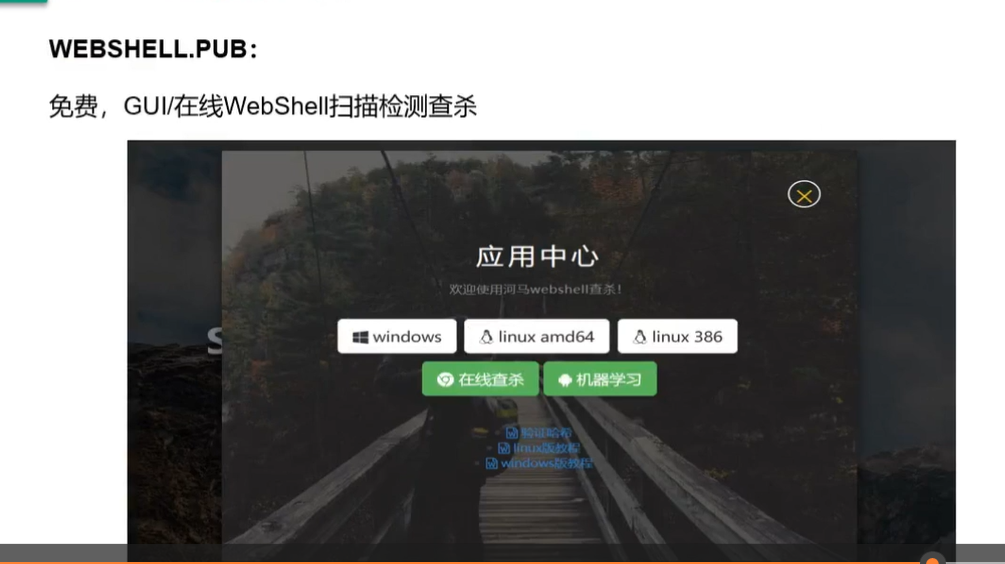 WEBSHELL.PUB：
免费，GUI/在线WebShell扫描检测查杀
应用中心
欢迎使用河马webshell查杀!
windows linux amd64 linux 386
在线查杀 机器学习
验证哈希
linux版教程
windows版教程
S